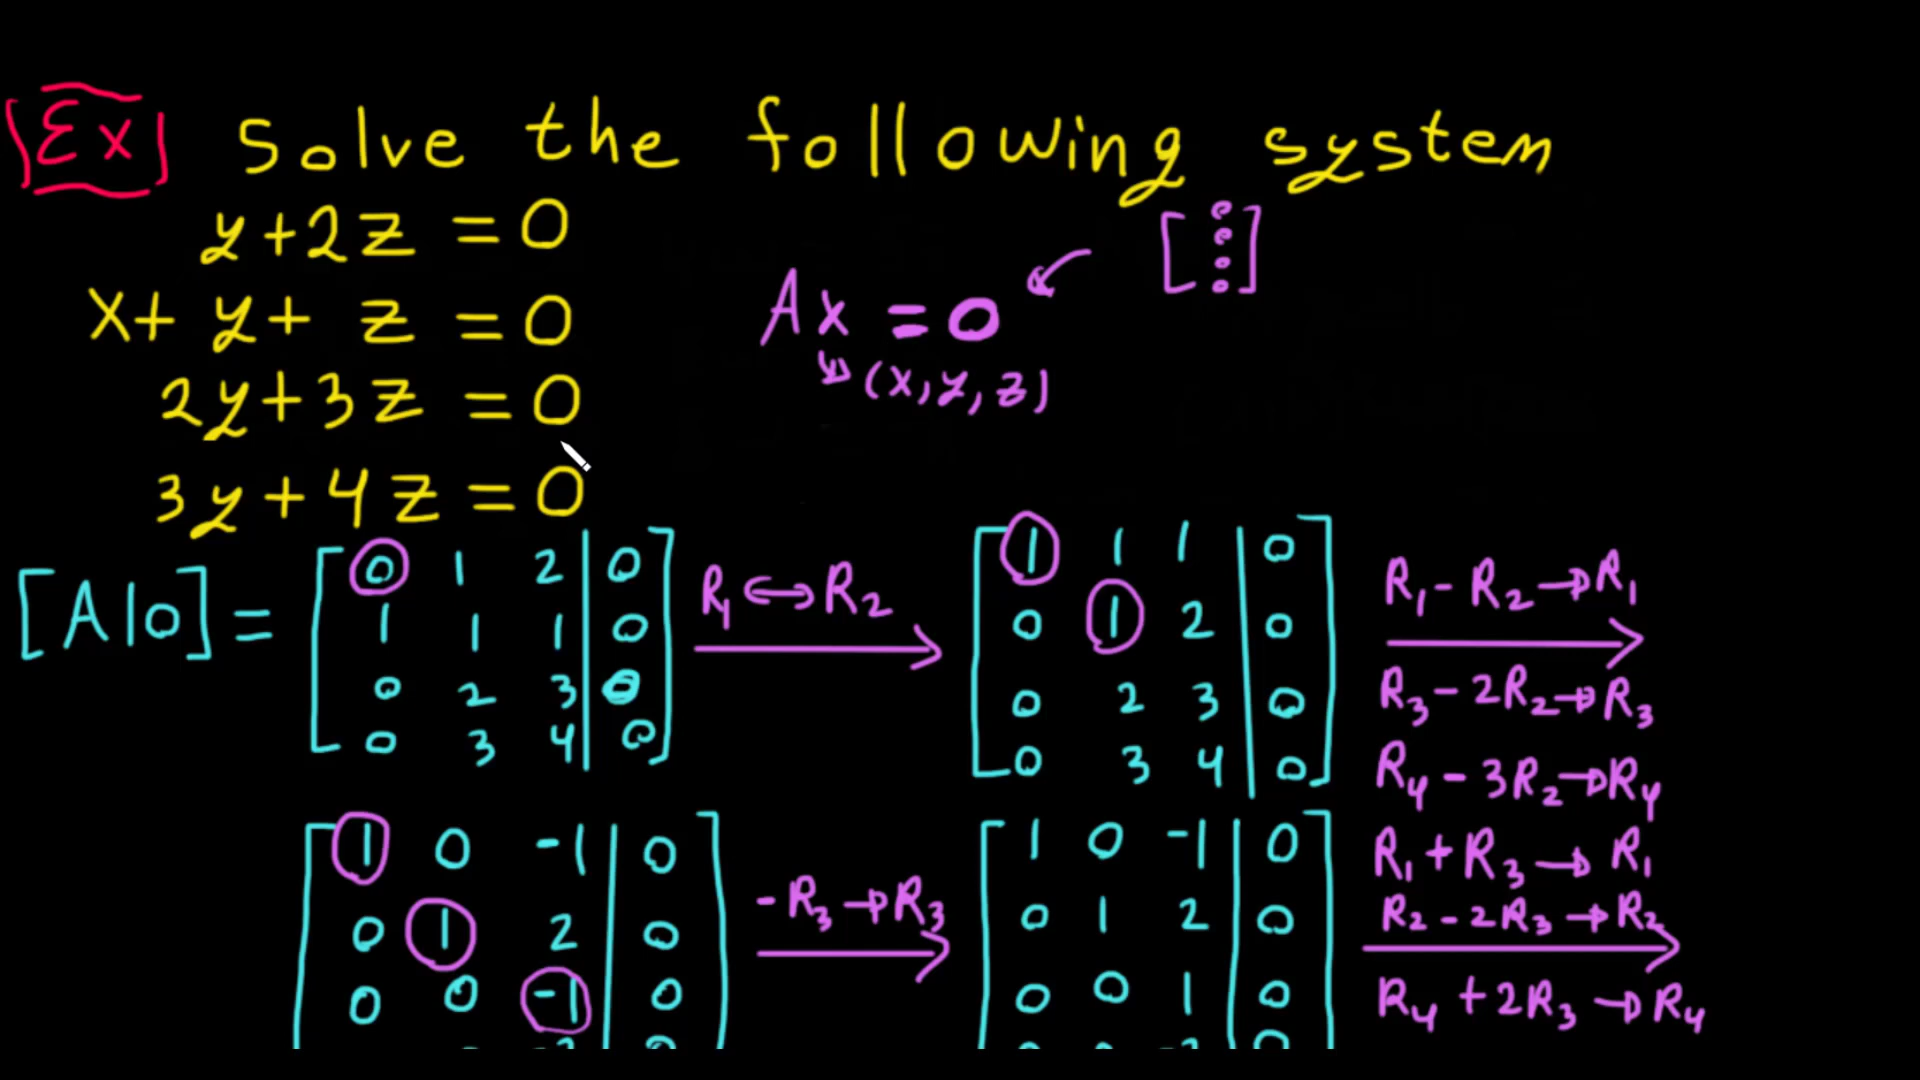 Ex Solve the following system
y + 2z = 0
x + y + z = 0
2y + 3z = 0
3y + 4z = 0
Ax = 0
(x, y, z)
[0 0 0 0]
[A|0] =
[0 1 2 | 0]
[1 1 1 | 0]
[0 2 3 | 0]
[0 3 4 | 0]
R1 ↔ R2
[1 1 1 | 0]
[0 1 2 | 0]
[0 2 3 | 0]
[0 3 4 | 0]
R1 - R2 → R1
R3 - 2R2 → R3
R4 - 3R2 → R4
[1 0 -1 | 0]
[0 1 2 | 0]
[0 0 -1 | 0]
-R3 → R3
[1 0 -1 | 0]
[0 1 2 | 0]
[0 0 1 | 0]
R1 + R3 → R1
R2 - 2R3 → R2
R4 + 2R3 → R4